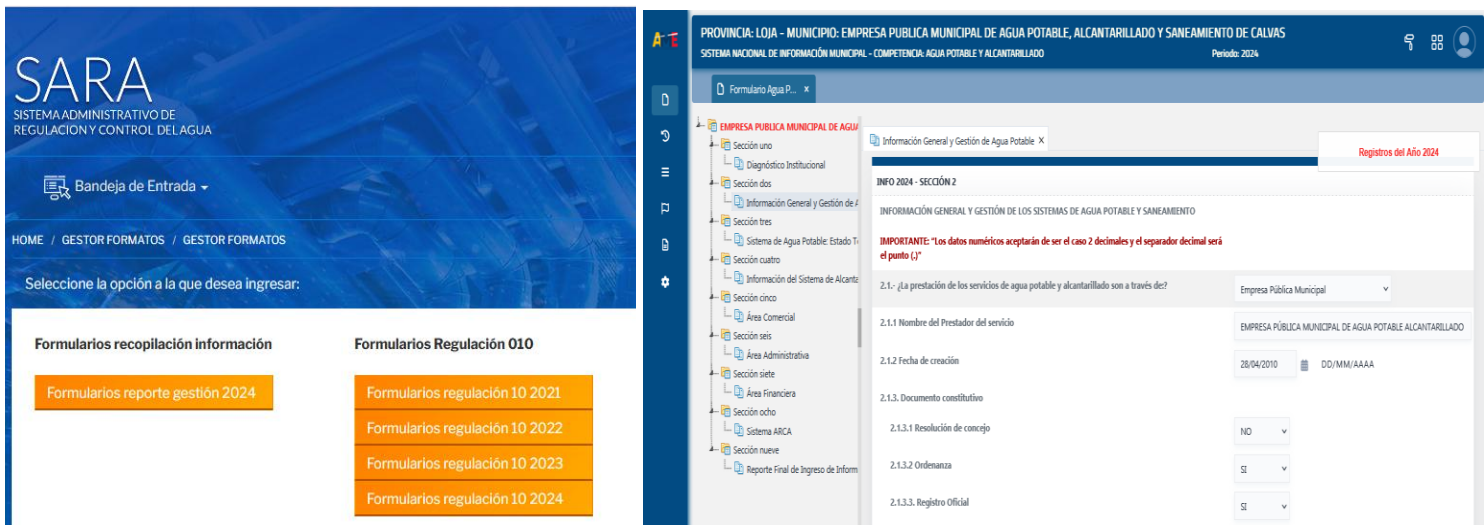 SARA
SISTEMA ADMINISTRATIVO DE
REGULACION Y CONTROL DEL AGUA
Bandeja de Entrada
HOME / GESTOR FORMATOS / GESTOR FORMATOS
Seleccione la opción a la que desea ingresar:
Formularios recopilación información
Formularios reporte gestión 2024
Formularios Regulación 010
Formularios regulación 10 2021
Formularios regulación 10 2022
Formularios regulación 10 2023
Formularios regulación 10 2024
PROVINCIA: LOJA - MUNICIPIO: EMPRESA PUBLICA MUNICIPAL DE AGUA POTABLE, ALCANTARILLADO Y SANEAMIENTO DE CALVAS
SISTEMA NACIONAL DE INFORMACIÓN MUNICIPAL - COMPETENCIA: AGUA POTABLE Y ALCANTARILLADO Periodo: 2024
Formulario Agua P... x
EMPRESA PUBLICA MUNICIPAL DE AGUA
Sección uno
Diagnóstico Institucional
Sección dos
Información General y Gestión de A
Sección tres
Sistema de Agua Potable: Estado T
Sección cuatro
Información del Sistema de Alcanta
Sección cinco
Área Comercial
Sección seis
Área Administrativa
Sección siete
Área Financiera
Sección ocho
Sistema ARCA
Sección nueve
Reporte Final de Ingreso de Inform
Información General y Gestión de Agua Potable X
Registros del Año 2024
INFO 2024 - SECCIÓN 2
INFORMACIÓN GENERAL Y GESTIÓN DE LOS SISTEMAS DE AGUA POTABLE Y SANEAMIENTO
IMPORTANTE: "Los datos numéricos aceptarán de ser el caso 2 decimales y el separador decimal será
el punto (.)"
2.1.- ¿La prestación de los servicios de agua potable y alcantarillado son a través de:? Empresa Pública Municipal
2.1.1 Nombre del Prestador del servicio EMPRESA PÚBLICA MUNICIPAL DE AGUA POTABLE ALCANTARILLADO
2.1.2 Fecha de creación 28/04/2010 DD/MM/AAAA
2.1.3. Documento constitutivo
2.1.3.1 Resolución de concejo NO
2.1.3.2 Ordenanza SI
2.1.3.3. Registro Oficial SI